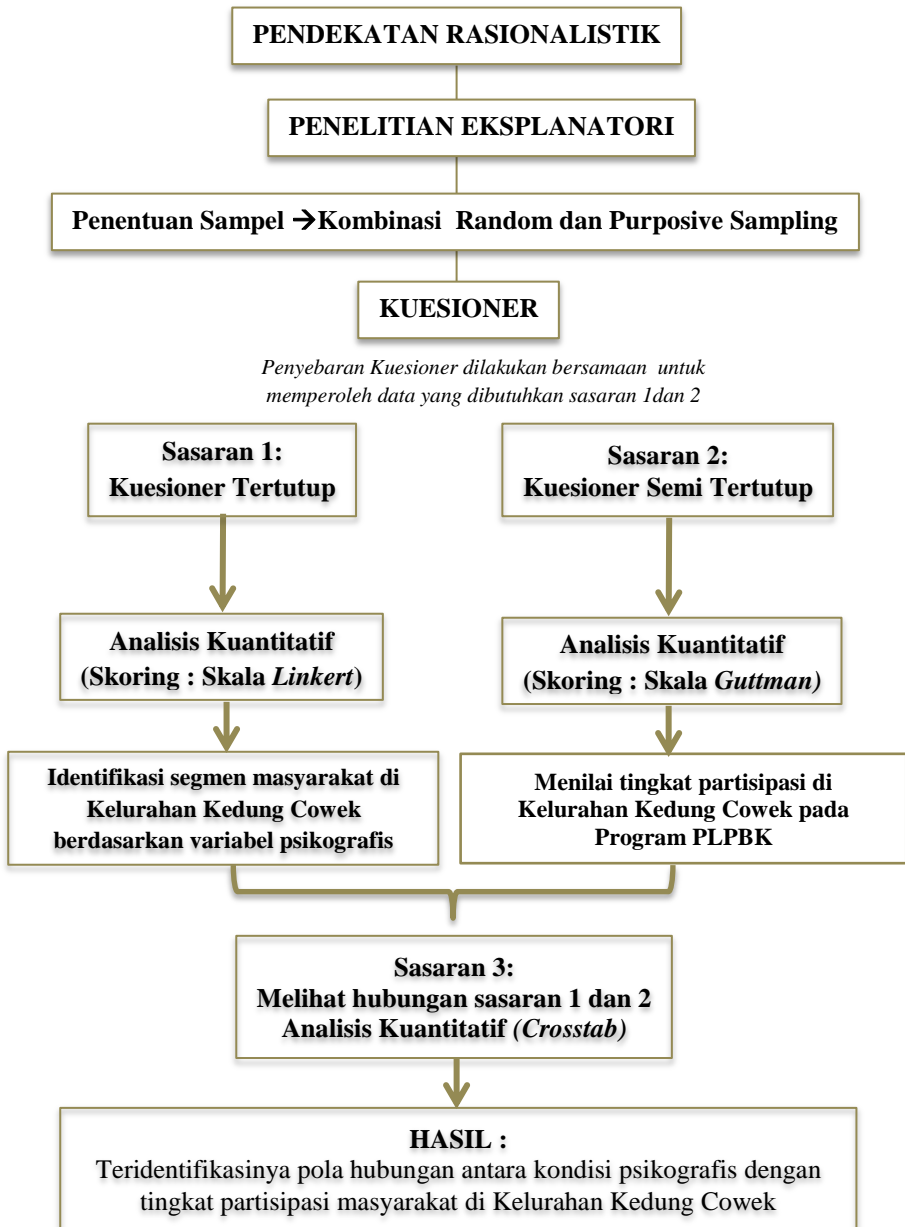 PENDEKATAN RASIONALISTIK
PENELITIAN EKSPLANATORI
Penentuan Sampel →Kombinasi Random dan Purposive Sampling
KUESIONER
Penyebaran Kuesioner dilakukan bersamaan untuk
memperoleh data yang dibutuhkan sasaran 1dan 2
Sasaran 1:
Kuesioner Tertutup
Sasaran 2:
Kuesioner Semi Tertutup
Analisis Kuantitatif
(Skoring : Skala Linkert)
Analisis Kuantitatif
(Skoring : Skala Guttman)
Identifikasi segmen masyarakat di
Kelurahan Kedung Cowek
berdasarkan variabel psikografis
Menilai tingkat partisipasi di
Kelurahan Kedung Cowek pada
Program PLPBK
Sasaran 3:
Melihat hubungan sasaran 1 dan 2
Analisis Kuantitatif (Crosstab)
HASIL :
Teridentifikasinya pola hubungan antara kondisi psikografis dengan
tingkat partisipasi masyarakat di Kelurahan Kedung Cowek